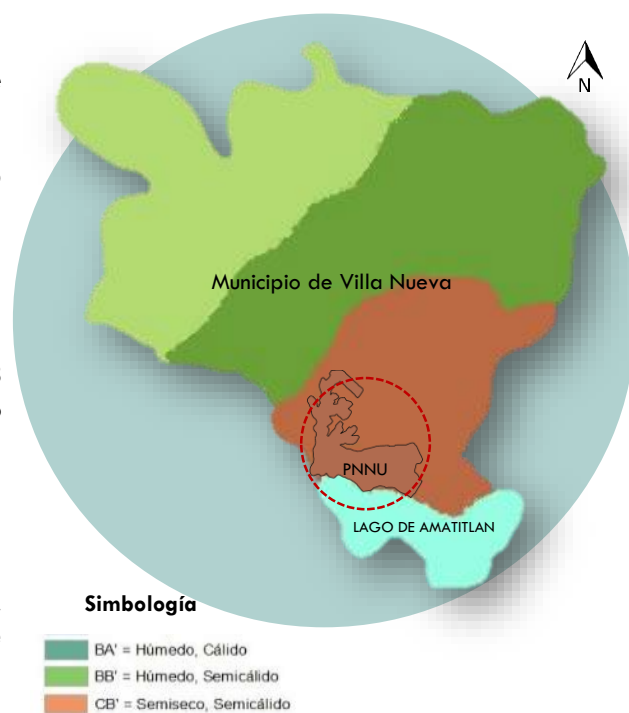 N
Municipio de Villa Nueva
PNNU
LAGO DE AMATITLAN
Simbología
BA' = Húmedo, Cálido
BB' = Húmedo, Semicálido
CB' = Semiseco, Semicálido